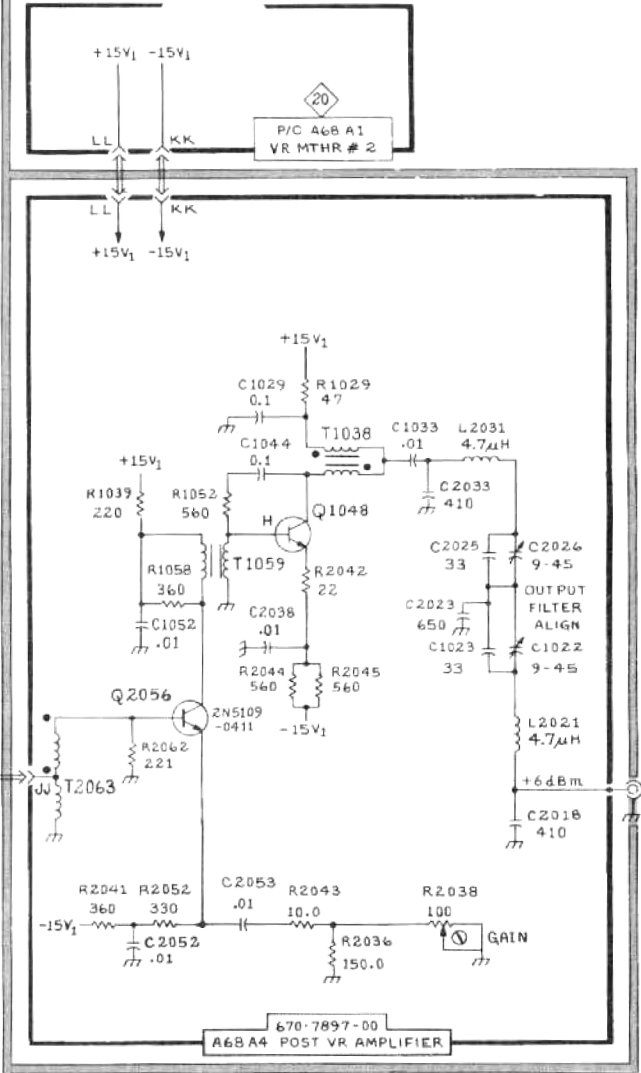 +15V1 -15V1
20
P/C A68 A1
VR MTHR # 2
LL KK
LL KK
+15V1 -15V1
+15V1
C1029
0.1
R1029
47
T1038
C1033
.01
L2031
4.7µH
C1044
0.1
+15V1
R1039
220
R1052
560
H
Q1048
C2033
410
R1058
360
T1059
R2042
22
C2025
33
C2026
9-45
OUTPUT
FILTER
ALIGN
C1052
.01
C2038
.01
C2023
650
C1023
33
C1022
9-45
R2044
560
R2045
560
-15V1
Q2056
2N5109
-0411
R2062
221
JJ
T2063
L2021
4.7µH
+6dBm
C2018
410
R2041
360
R2052
330
C2053
.01
R2043
10.0
R2038
100
-15V1
C2052
.01
R2036
150.0
GAIN
670-7897-00
A68 A4 POST VR AMPLIFIER